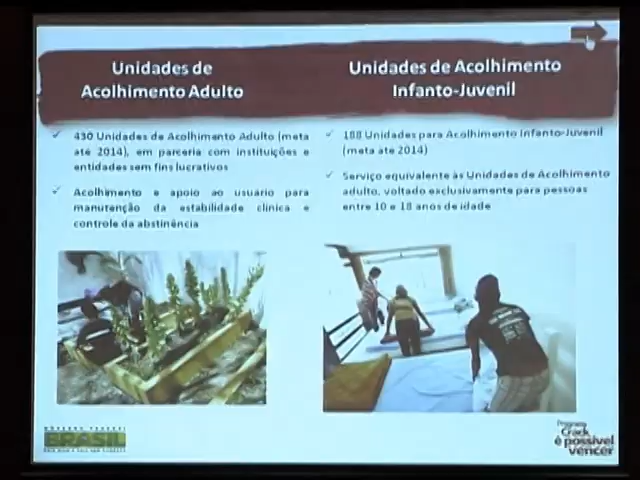 Unidades de
Acolhimento Adulto
✓ 430 Unidades de Acolhimento Adulto (meta
até 2014), em parceria com instituições e
entidades sem fins lucrativos
✓ Acolhimento e apoio ao usuário para
manutenção da estabilidade clínica e
controle da abstinência
Unidades de Acolhimento
Infanto-Juvenil
✓ 188 Unidades para Acolhimento Infanto-Juvenil
(meta até 2014)
✓ Serviço equivalente às Unidades de Acolhimento
adulto, voltado exclusivamente para pessoas
entre 10 e 18 anos de idade
GOVERNO FEDERAL
BRASIL
Programa
Crack
é possível
vencer